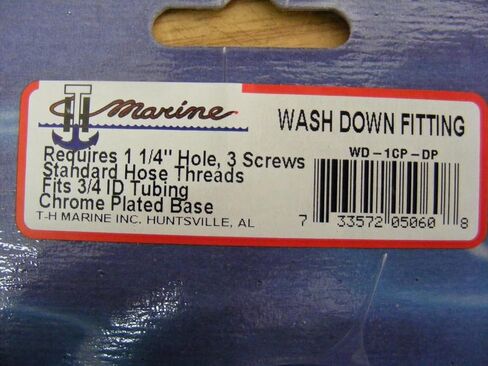 TH Marine
WASH DOWN FITTING
WD-1CP-DP
Requires 1 1/4" Hole, 3 Screws
Standard Hose Threads
Fits 3/4 ID Tubing
Chrome Plated Base
T-H MARINE INC. HUNTSVILLE, AL
7 33572 05060 8